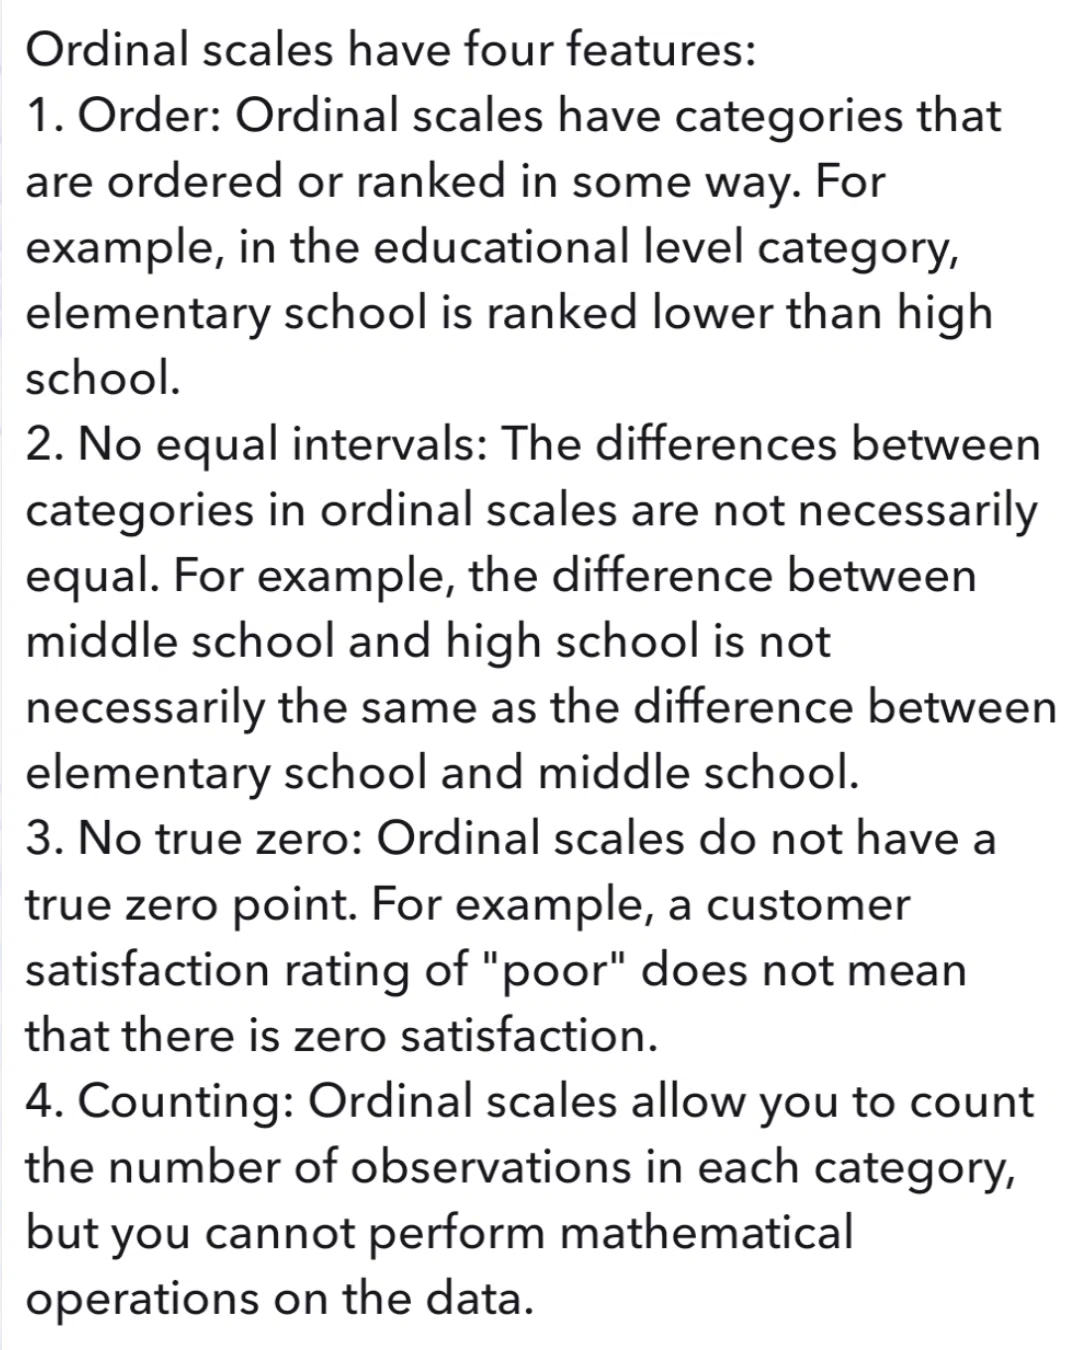 Ordinal scales have four features:
1. Order: Ordinal scales have categories that
are ordered or ranked in some way. For
example, in the educational level category,
elementary school is ranked lower than high
school.
2. No equal intervals: The differences between
categories in ordinal scales are not necessarily
equal. For example, the difference between
middle school and high school is not
necessarily the same as the difference between
elementary school and middle school.
3. No true zero: Ordinal scales do not have a
true zero point. For example, a customer
satisfaction rating of "poor" does not mean
that there is zero satisfaction.
4. Counting: Ordinal scales allow you to count
the number of observations in each category,
but you cannot perform mathematical
operations on the data.